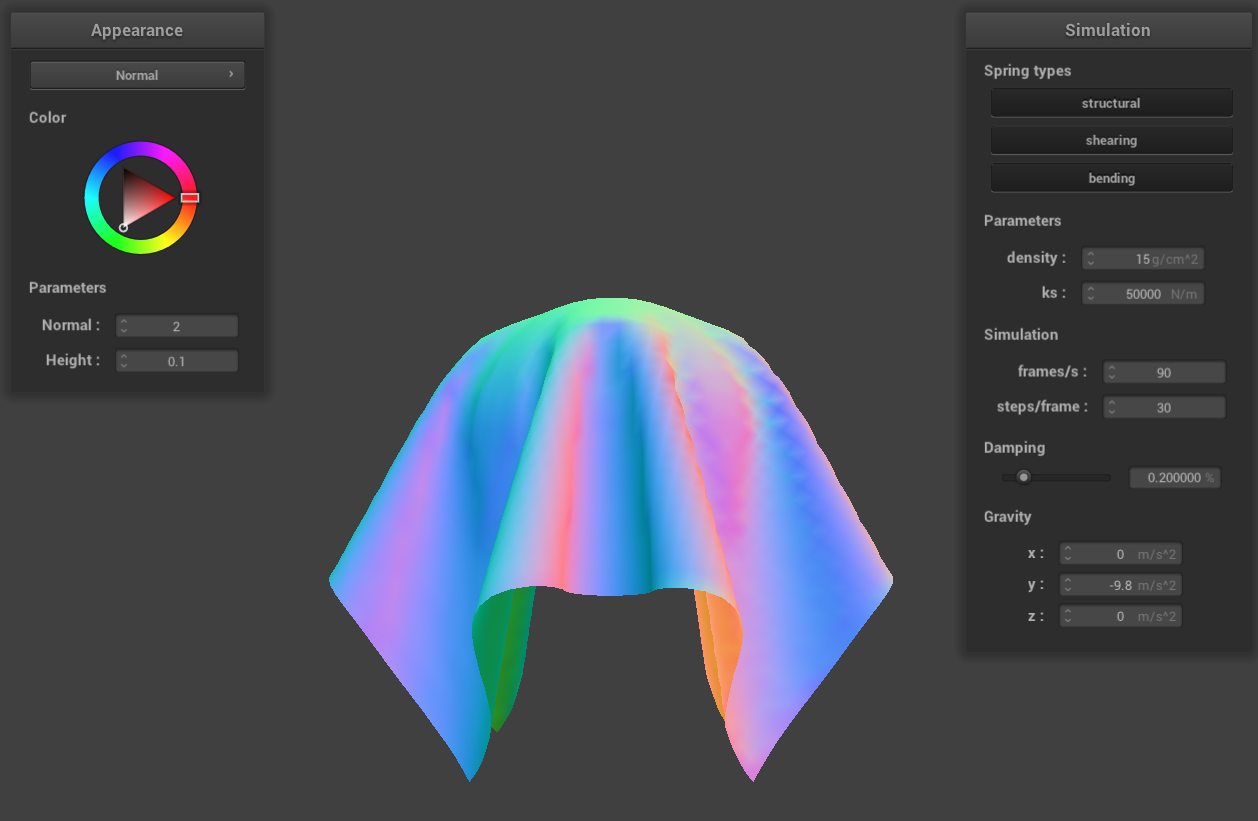 Appearance
Normal
Color
Parameters
Normal : 2
Height : 0.1
Simulation
Spring types
structural
shearing
bending
Parameters
density : 15 g/cm^2
ks : 50000 N/m
Simulation
frames/s : 90
steps/frame : 30
Damping
0.200000 %
Gravity
x : 0 m/s^2
y : -9.8 m/s^2
z : 0 m/s^2